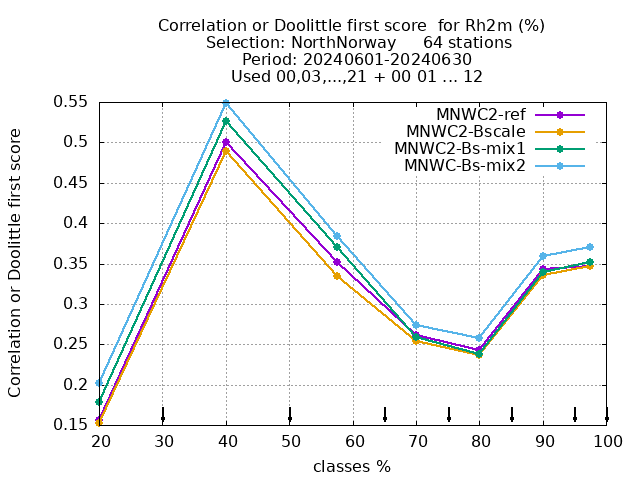 Correlation or Doolittle first score  for Rh2m (%)
Selection: NorthNorway     64 stations
Period: 20240601-20240630
Used 00,03,...,21 + 00 01 ... 12
MNWC2-ref
MNWC2-Bscale
MNWC2-Bs-mix1
MNWC-Bs-mix2
Correlation or Doolittle first score
0.55
0.5
0.45
0.4
0.35
0.3
0.25
0.2
0.15
20 30 40 50 60 70 80 90 100
classes %